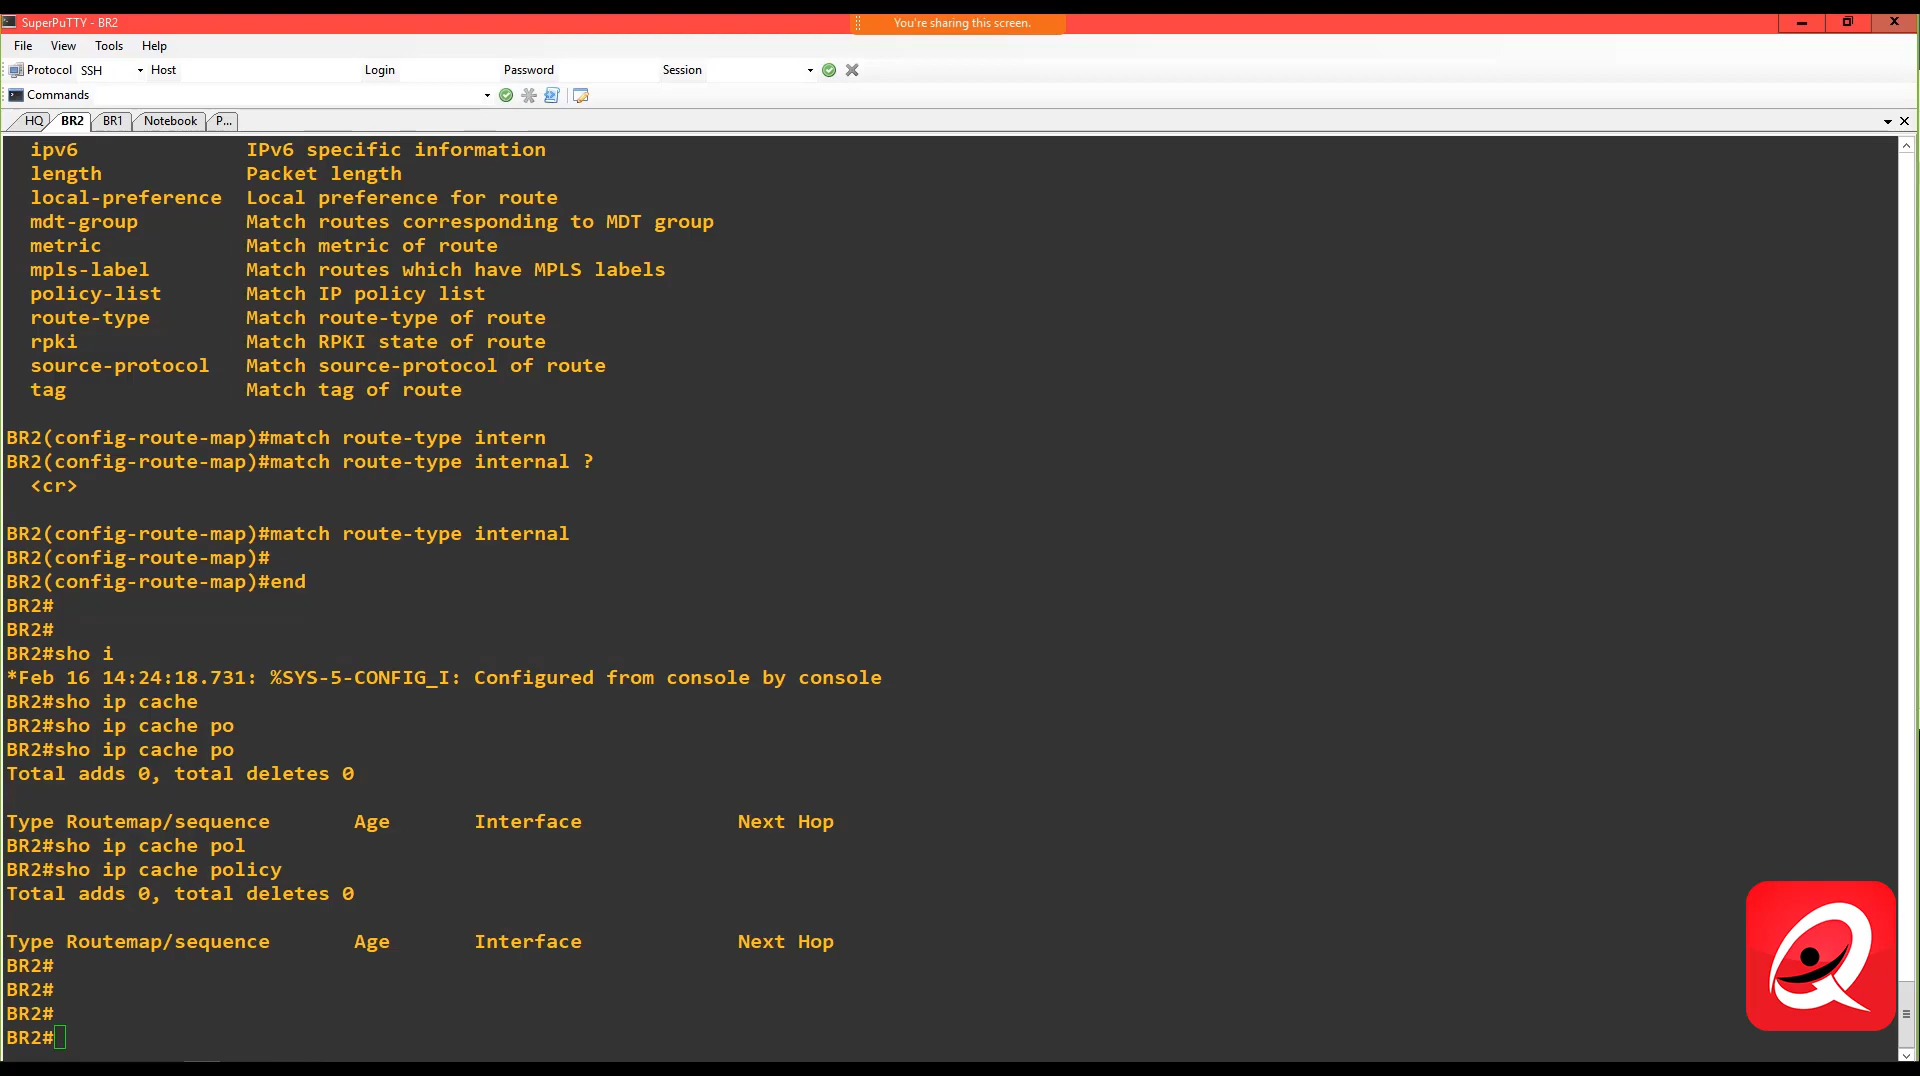 SuperPuTTY - BR2
You're sharing this screen.
File View Tools Help
Protocol SSH Host Login Password Session
Commands
HQ BR2 BR1 Notebook P...
ipv6 IPv6 specific information
length Packet length
local-preference Local preference for route
mdt-group Match routes corresponding to MDT group
metric Match metric of route
mpls-label Match routes which have MPLS labels
policy-list Match IP policy list
route-type Match route-type of route
rpki Match RPKI state of route
source-protocol Match source-protocol of route
tag Match tag of route
BR2(config-route-map)#match route-type intern
BR2(config-route-map)#match route-type internal ?
<cr>
BR2(config-route-map)#match route-type internal
BR2(config-route-map)#
BR2(config-route-map)#end
BR2#
BR2#
BR2#sho i
*Feb 16 14:24:18.731: %SYS-5-CONFIG_I: Configured from console by console
BR2#sho ip cache
BR2#sho ip cache po
BR2#sho ip cache po
Total adds 0, total deletes 0
Type Routemap/sequence Age Interface Next Hop
BR2#sho ip cache pol
BR2#sho ip cache policy
Total adds 0, total deletes 0
Type Routemap/sequence Age Interface Next Hop
BR2#
BR2#
BR2#
BR2#